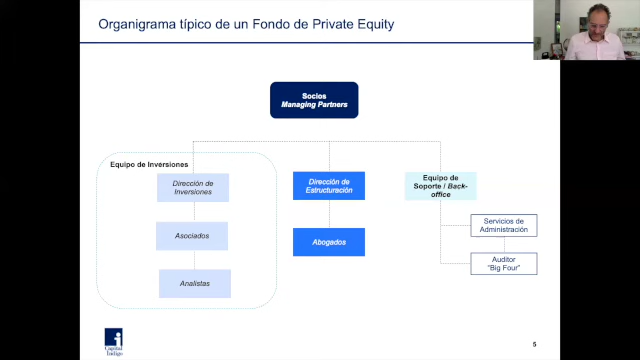 Organigrama típico de un Fondo de Private Equity
Socios
Managing Partners
Equipo de Inversiones
Dirección de
Inversiones
Asociados
Analistas
Dirección de
Estructuración
Abogados
Equipo de
Soporte / Back-
office
Servicios de
Administración
Auditor
"Big Four"
Capital
Indigo
5